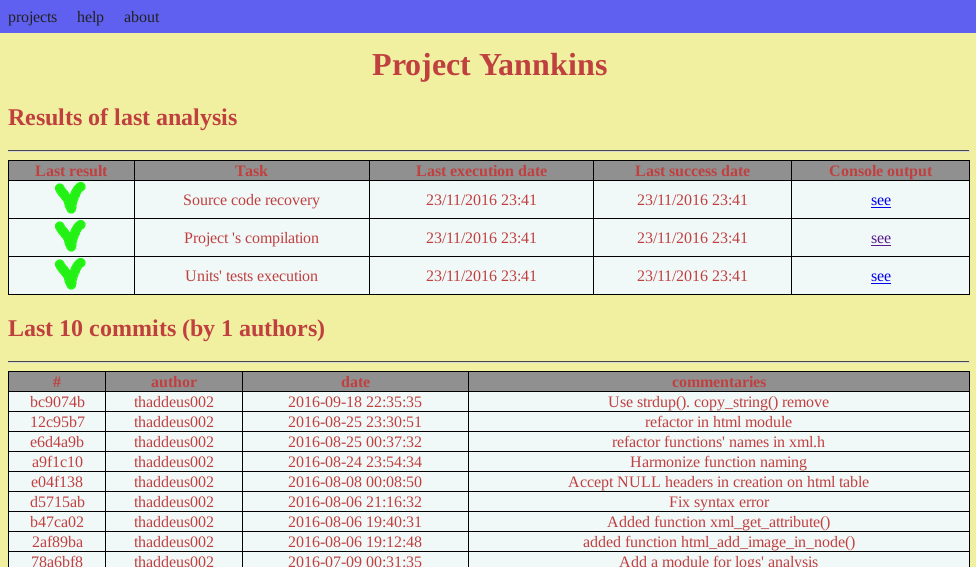 projects help about
Project Yannkins
Results of last analysis
Last result Task Last execution date Last success date Console output
Source code recovery 23/11/2016 23:41 23/11/2016 23:41 see
Project 's compilation 23/11/2016 23:41 23/11/2016 23:41 see
Units' tests execution 23/11/2016 23:41 23/11/2016 23:41 see
Last 10 commits (by 1 authors)
# author date commentaries
bc9074b thaddeus002 2016-09-18 22:35:35 Use strdup(). copy_string() remove
12c95b7 thaddeus002 2016-08-25 23:30:51 refactor in html module
e6d4a9b thaddeus002 2016-08-25 00:37:32 refactor functions' names in xml.h
a9f1c10 thaddeus002 2016-08-24 23:54:34 Harmonize function naming
e04f138 thaddeus002 2016-08-08 00:08:50 Accept NULL headers in creation on html table
d5715ab thaddeus002 2016-08-06 21:16:32 Fix syntax error
b47ca02 thaddeus002 2016-08-06 19:40:31 Added function xml_get_attribute()
2af89ba thaddeus002 2016-08-06 19:12:48 added function html_add_image_in_node()
78a6bf8 thaddeus002 2016-07-09 00:31:35 Add a module for logs' analysis